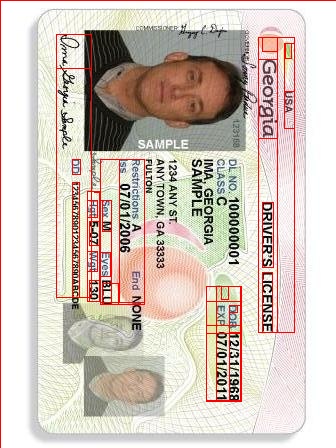 USA
Georgia
DRIVER'S LICENSE
COMMISSIONER
GOVERNOR
SAMPLE
DL NO. 100000001
DOB 12/31/1968
CLASS C
EXP 07/01/2011
IMA, GEORGIA
SAMPLE
1234 ANY ST.
ANY TOWN, GA 33333
FULTON
Restrictions A End NONE
Iss 07/01/2006
Sex M Eyes BLU
Hgt 5-07 Wgt 130
DD 12345678901234567890ABCDE
Ima Georgia Sample